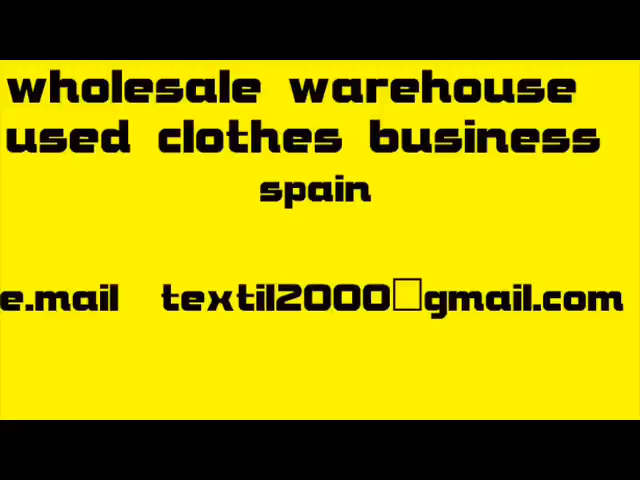 wholesale warehouse
used clothes business
spain
e.mail textil2000□gmail.com